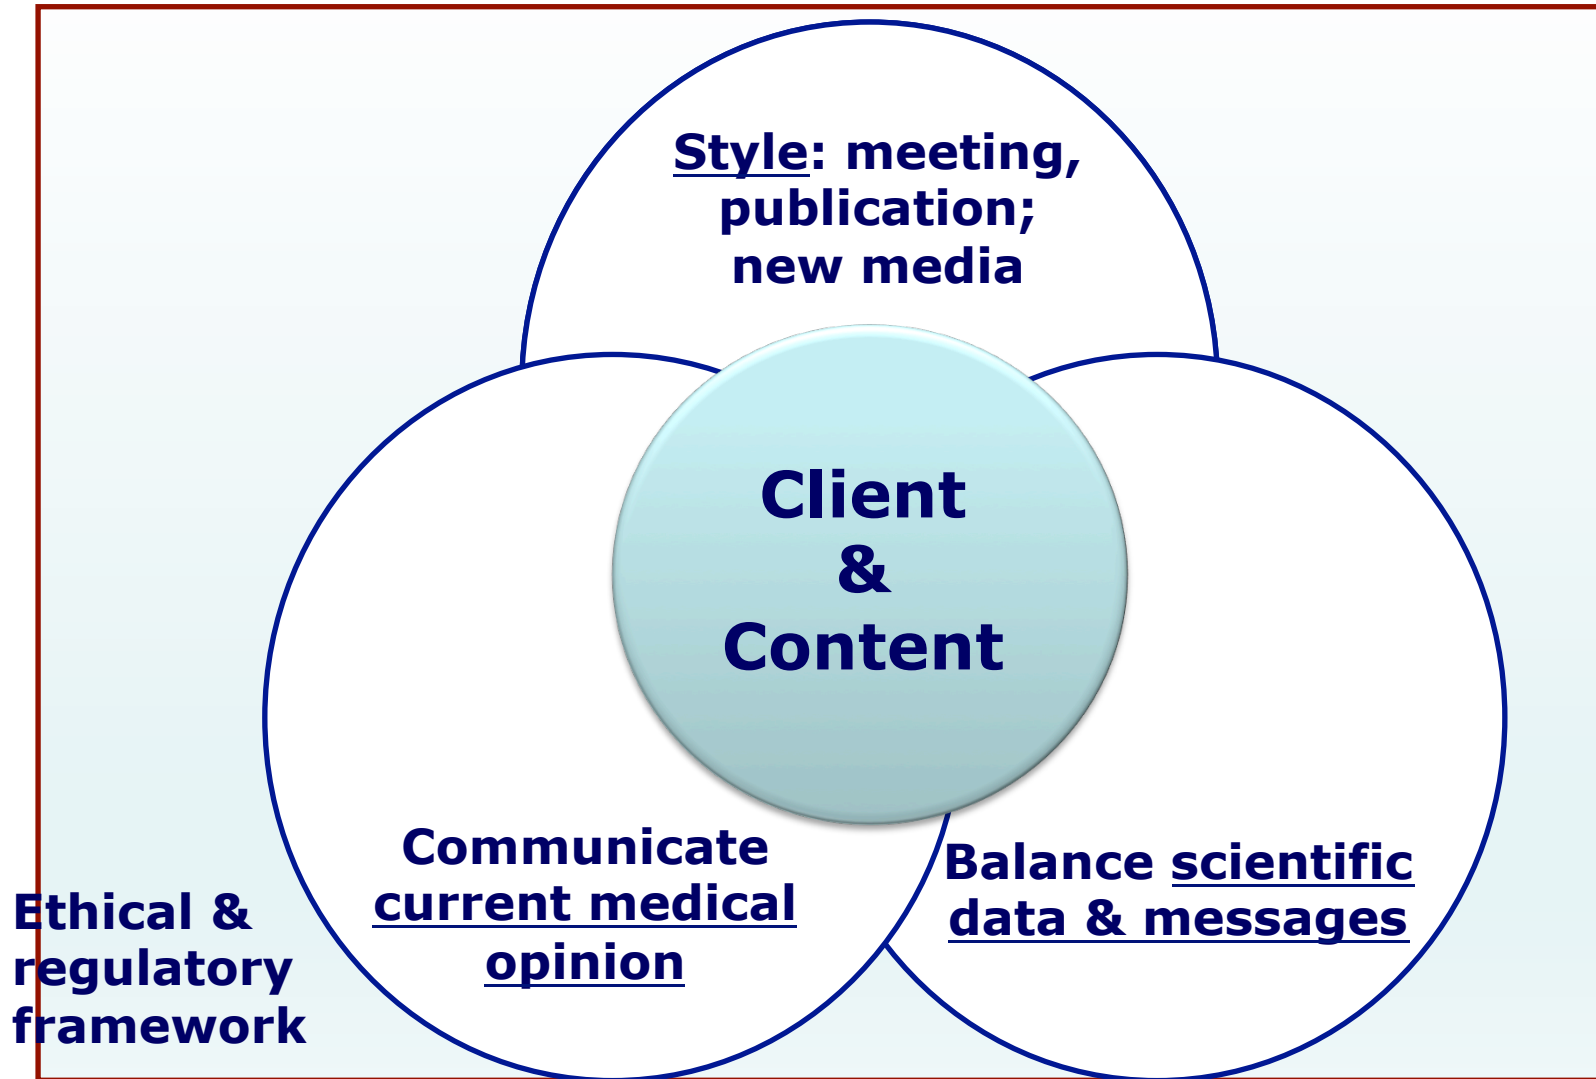 Style: meeting,
publication;
new media
Client
&
Content
Communicate
current medical
opinion
Balance scientific
data & messages
Ethical &
regulatory
framework